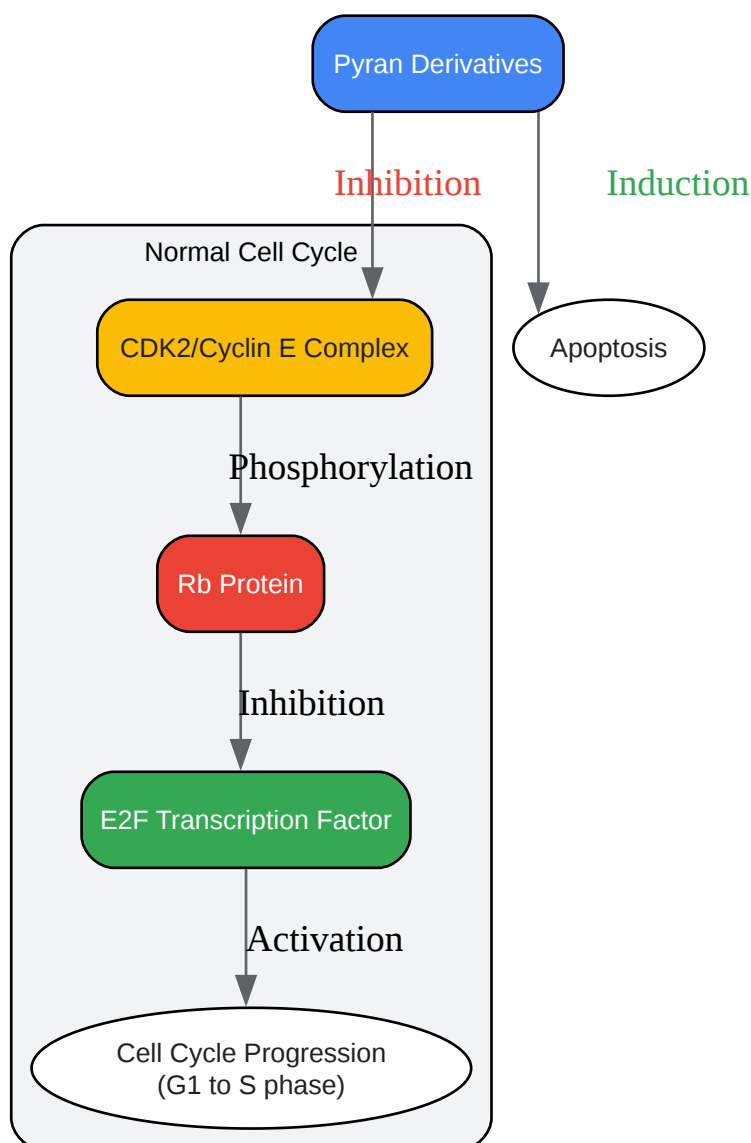 Pyran Derivatives
Inhibition
Induction
Normal Cell Cycle
CDK2/Cyclin E Complex
Apoptosis
Phosphorylation
Rb Protein
Inhibition
E2F Transcription Factor
Activation
Cell Cycle Progression
(G1 to S phase)